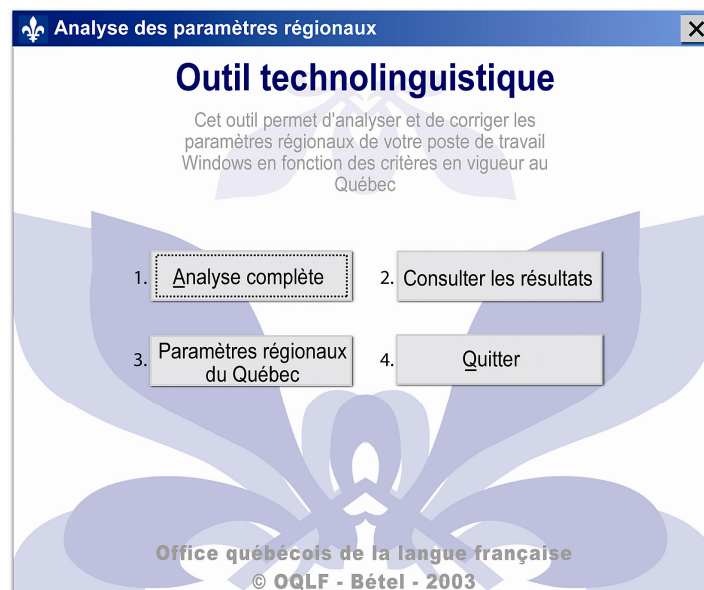 Analyse des paramètres régionaux
Outil technolinguistique
Cet outil permet d'analyser et de corriger les
paramètres régionaux de votre poste de travail
Windows en fonction des critères en vigueur au
Québec
1. Analyse complète
2. Consulter les résultats
3. Paramètres régionaux
du Québec
4. Quitter
Office québécois de la langue française
© OQLF - Bétel - 2003